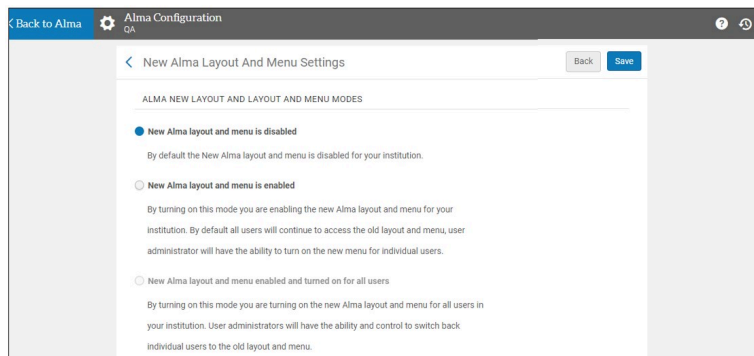 Back to Alma
Alma Configuration
QA
New Alma Layout And Menu Settings
Back
Save
ALMA NEW LAYOUT AND LAYOUT AND MENU MODES
New Alma layout and menu is disabled
By default the New Alma layout and menu is disabled for your institution.
New Alma layout and menu is enabled
By turning on this mode you are enabling the new Alma layout and menu for your
institution. By default all users will continue to access the old layout and menu, user
administrator will have the ability to turn on the new menu for individual users.
New Alma layout and menu enabled and turned on for all users
By turning on this mode you are turning on the new Alma layout and menu for all users in
your institution. User administrators will have the ability and control to switch back
individual users to the old layout and menu.